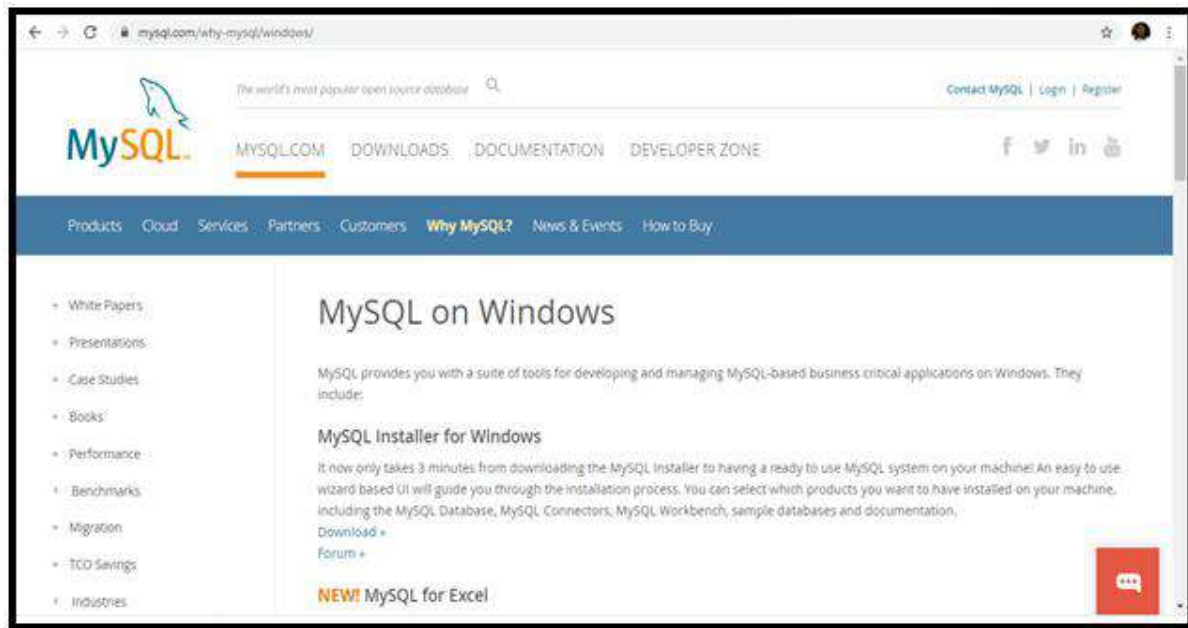 mysql.com/why-mysql/windows/
The world's most popular open source database
Contact MySQL | Login | Register
MySQL™
MYSQL.COM DOWNLOADS DOCUMENTATION DEVELOPER ZONE
Products Cloud Services Partners Customers Why MySQL? News & Events How to Buy
White Papers
Presentations
Case Studies
Books
Performance
Benchmarks
Migration
TCO Savings
Industries
MySQL on Windows
MySQL provides you with a suite of tools for developing and managing MySQL-based business critical applications on Windows. They
include:
MySQL Installer for Windows
It now only takes 3 minutes from downloading the MySQL Installer to having a ready to use MySQL system on your machine! An easy to use
wizard based UI will guide you through the installation process. You can select which products you want to have installed on your machine,
including the MySQL Database, MySQL Connectors, MySQL Workbench, sample databases and documentation.
Download »
Forum »
NEW! MySQL for Excel